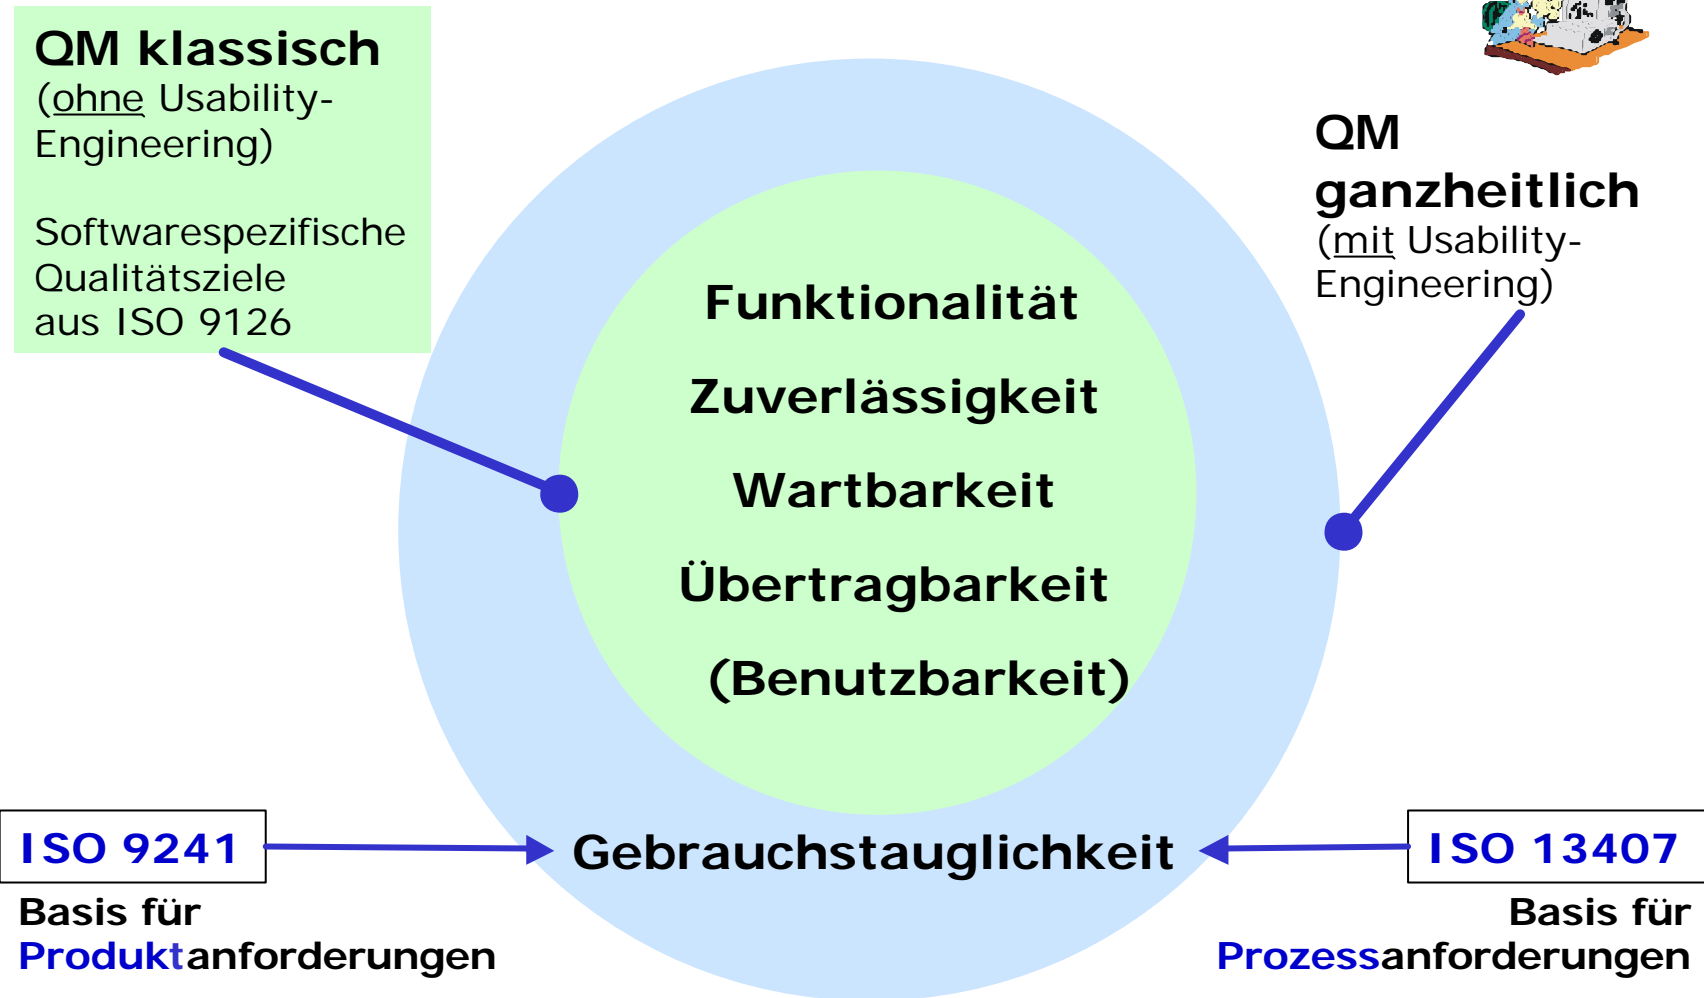 QM klassisch
(ohne Usability-
Engineering)
Softwarespezifische
Qualitätsziele
aus ISO 9126
QM
ganzheitlich
(mit Usability-
Engineering)
Funktionalität
Zuverlässigkeit
Wartbarkeit
Übertragbarkeit
(Benutzbarkeit)
ISO 9241
Gebrauchstauglichkeit
ISO 13407
Basis für
Produktanforderungen
Basis für
Prozessanforderungen